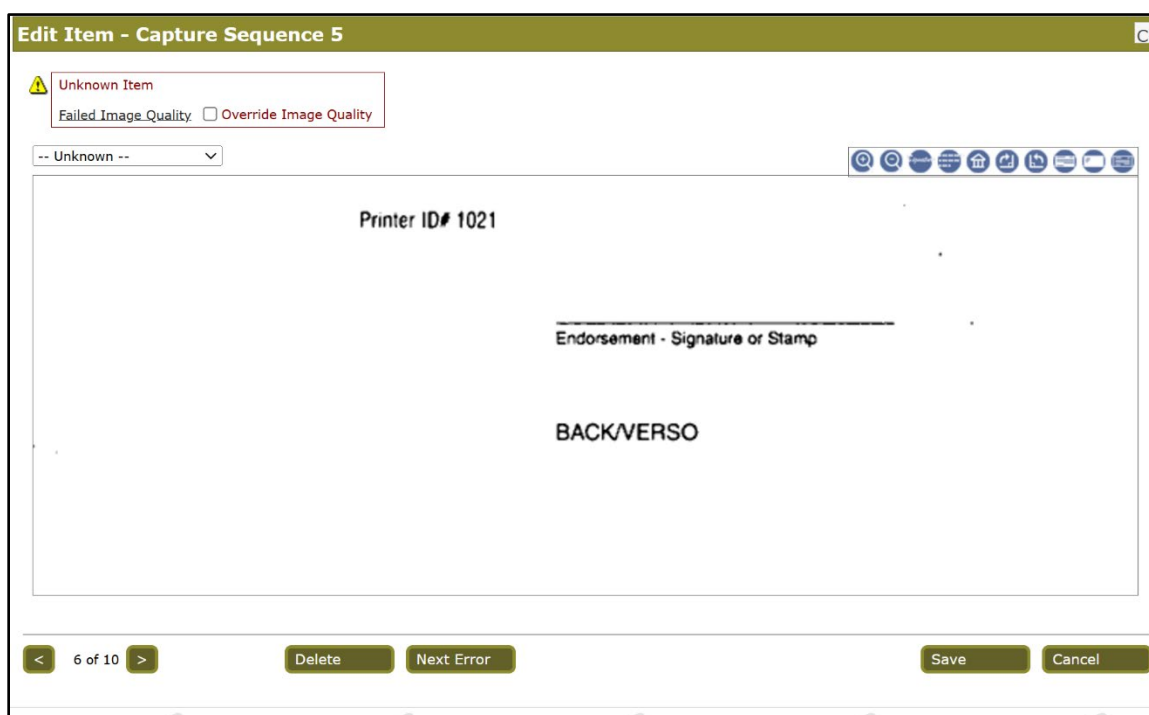 Edit Item - Capture Sequence 5
C
Unknown Item
Failed Image Quality Override Image Quality
-- Unknown --
Printer ID# 1021
Endorsement - Signature or Stamp
BACK/VERSO
< 6 of 10 > Delete Next Error Save Cancel